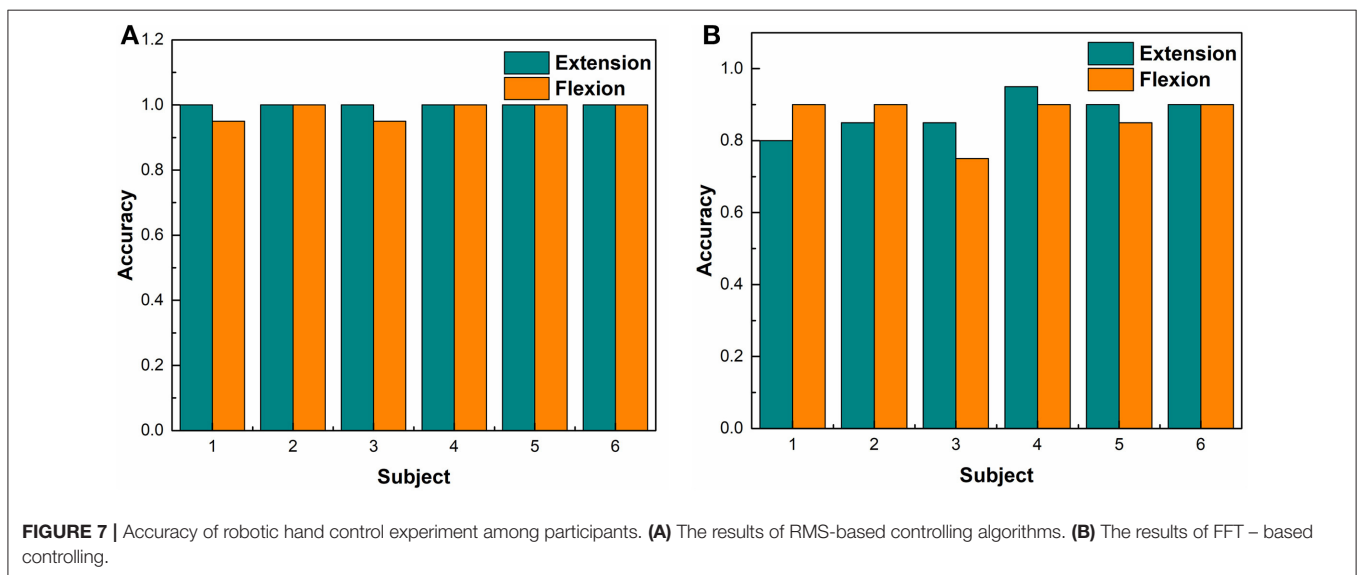 A
1.2
1.0
0.8
0.6
0.4
0.2
0.0
Accuracy
Extension
Flexion
1 2 3 4 5 6
Subject
B
1.0
0.8
0.6
0.4
0.2
0.0
Accuracy
Extension
Flexion
1 2 3 4 5 6
Subject
FIGURE 7 | Accuracy of robotic hand control experiment among participants. (A) The results of RMS-based controlling algorithms. (B) The results of FFT – based
controlling.